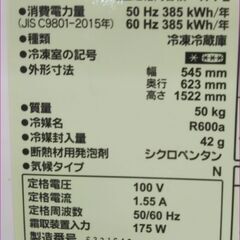 ●消費電力量 50 Hz 385 kWh/年
(JIS C9801-2015年) 60 Hz 385 kWh/年
●種類 冷凍冷蔵庫
●冷凍室の記号
●外形寸法 幅 545 mm
奥行 623 mm
高さ 1522 mm
●質量 50 kg
●冷媒名 R600a
●冷媒封入量 42 g
●断熱材用発泡剤 シクロペンタン
●気候タイプ N
定格電圧 100 V
定格電流 1.55 A
定格周波数 50/60 Hz
霜取装置入力 175 W
製造番号